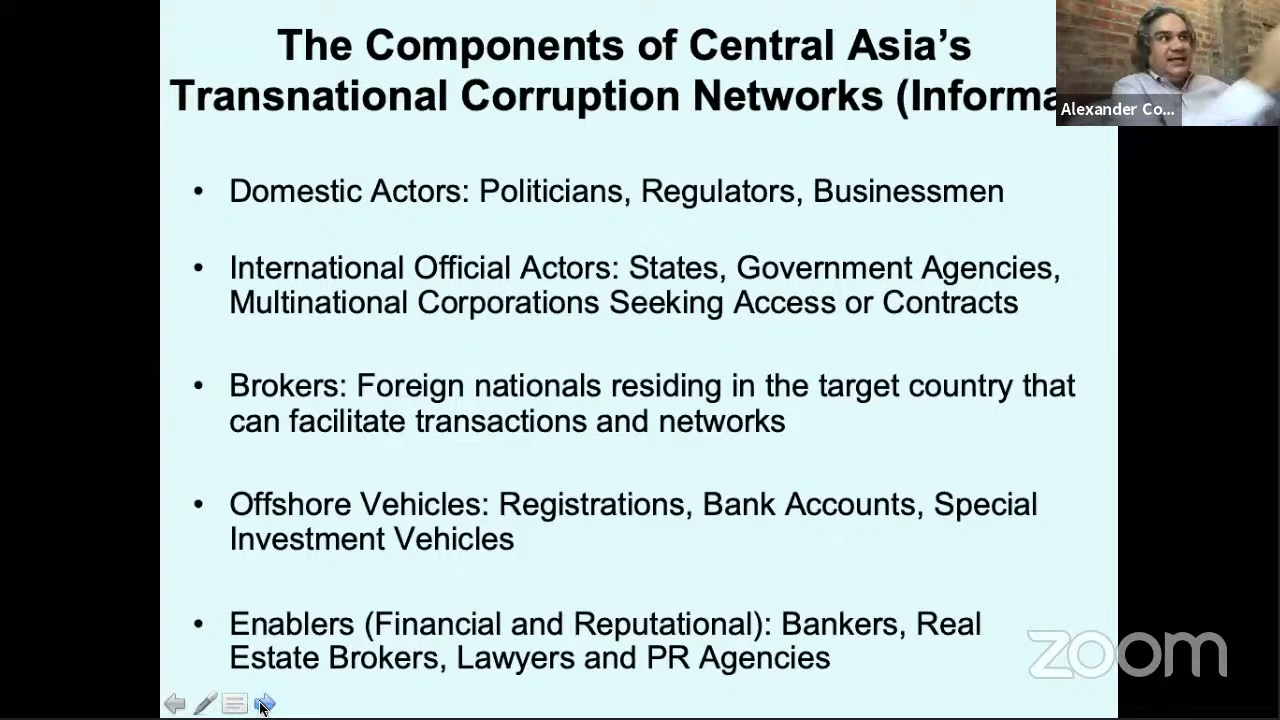 The Components of Central Asia's
Transnational Corruption Networks (Informa
Alexander Co...
• Domestic Actors: Politicians, Regulators, Businessmen
• International Official Actors: States, Government Agencies,
Multinational Corporations Seeking Access or Contracts
• Brokers: Foreign nationals residing in the target country that
can facilitate transactions and networks
• Offshore Vehicles: Registrations, Bank Accounts, Special
Investment Vehicles
• Enablers (Financial and Reputational): Bankers, Real
Estate Brokers, Lawyers and PR Agencies
zoom